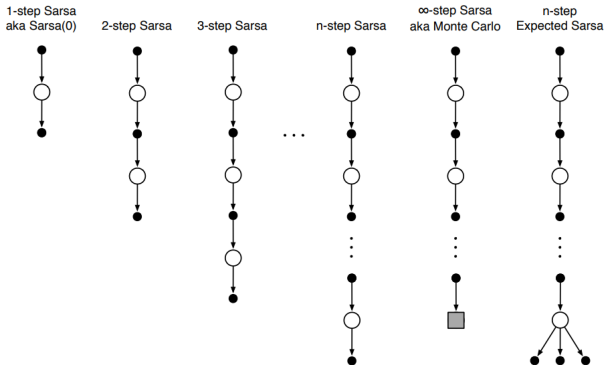 1-step Sarsa
aka Sarsa(0)
2-step Sarsa
3-step Sarsa
n-step Sarsa
∞-step Sarsa
aka Monte Carlo
n-step
Expected Sarsa